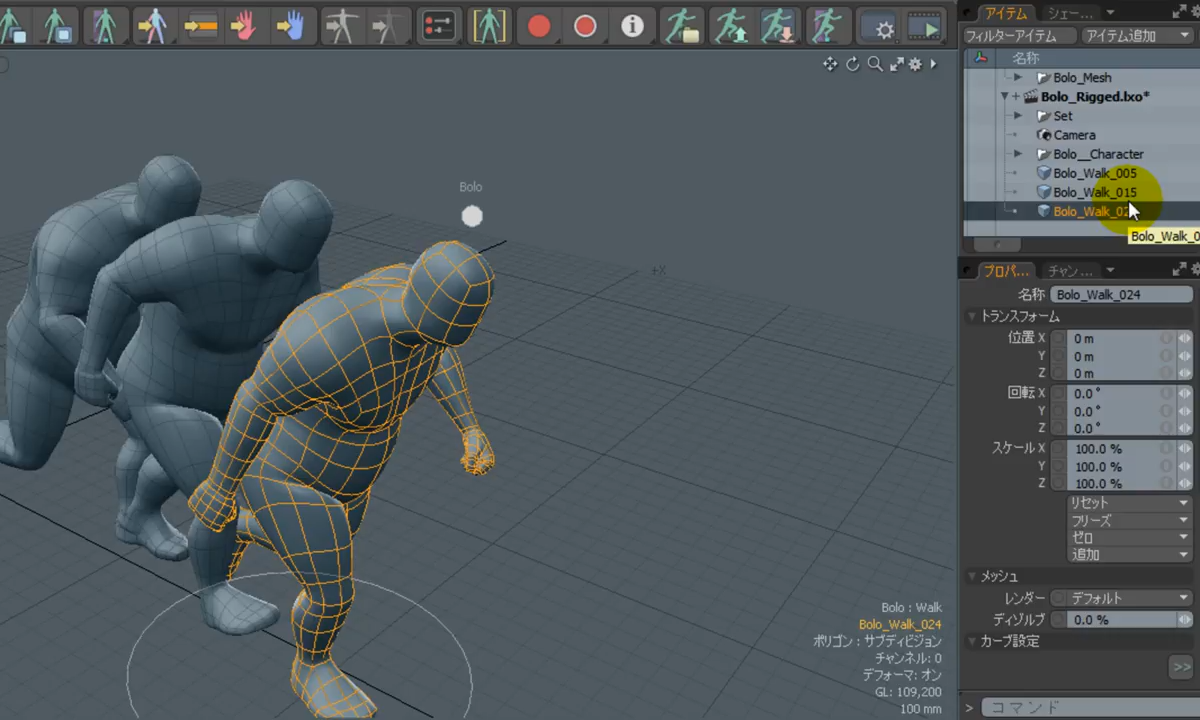 アイテム シェー...
フィルターアイテム アイテム追加
名称
Bolo_Mesh
Bolo_Rigged.lxo*
Set
Camera
Bolo__Character
Bolo_Walk_005
Bolo_Walk_015
Bolo_Walk_02
Bolo_Walk_0
Bolo
+X
プロパ... チャン...
名称 Bolo_Walk_024
トランスフォーム
位置 X 0 m
Y 0 m
Z 0 m
回転 X 0.0 °
Y 0.0 °
Z 0.0 °
スケール X 100.0 %
Y 100.0 %
Z 100.0 %
リセット
フリーズ
ゼロ
追加
メッシュ
レンダー デフォルト
ディゾルブ 0.0 %
カーブ設定
>>
> コマンド
Bolo : Walk
Bolo_Walk_024
ポリゴン : サブディビジョン
チャンネル: 0
デフォーマ: オン
GL: 109,200
100 mm